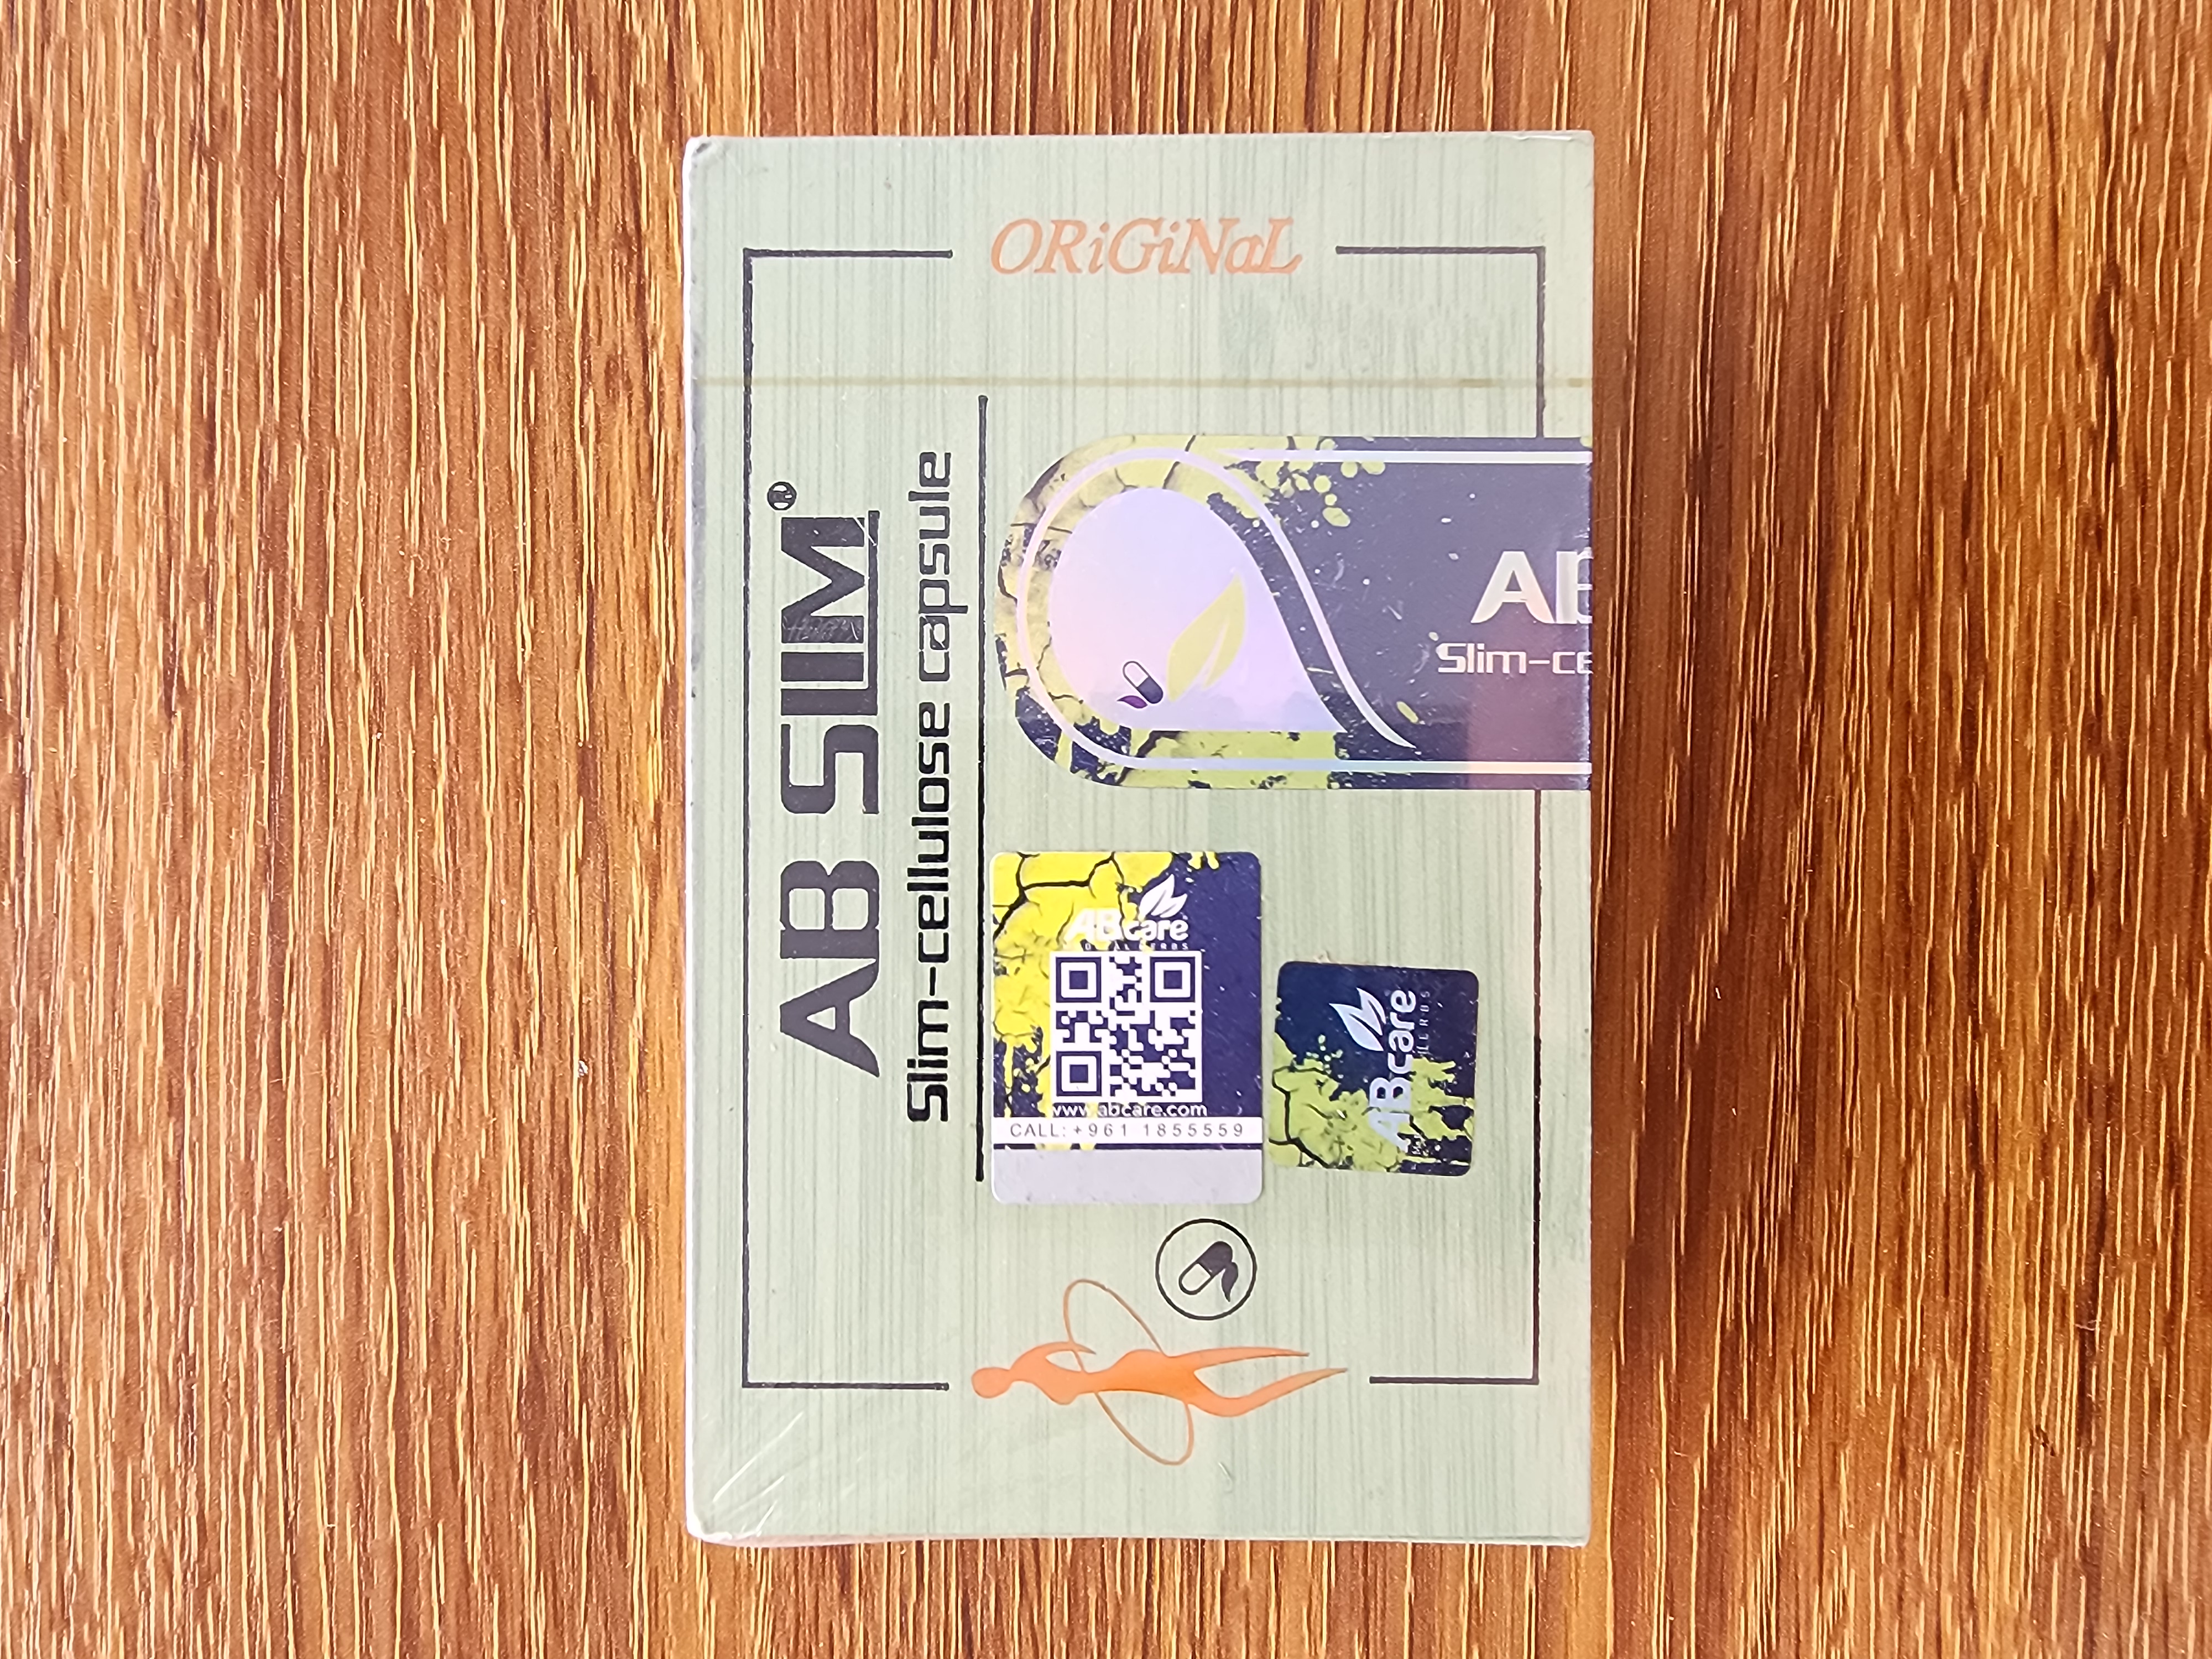 ORiGiNaL
AB SLIM®
Slim-cellulose capsule
AB
Slim-ce
ABcare
www.abcare.com
CALL: +961 1855559
ABcare